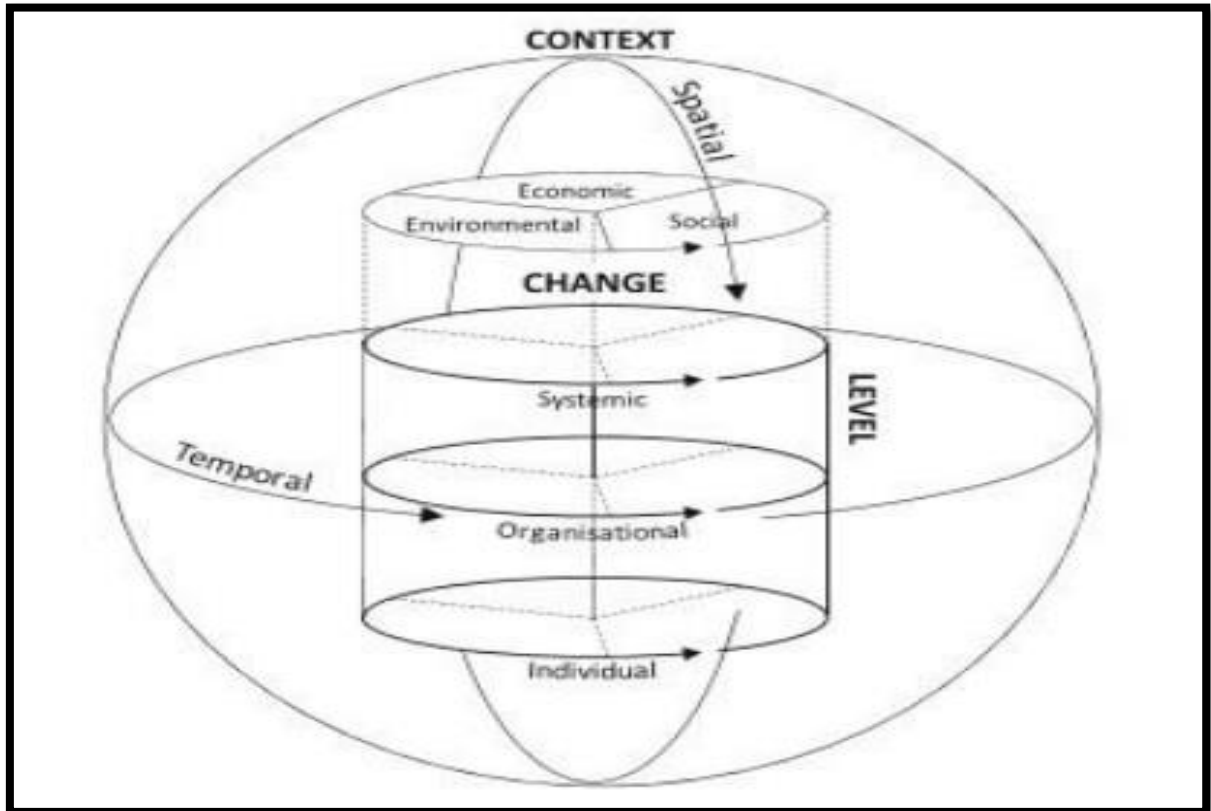 CONTEXT
Spatial
Economic
Environmental
Social
CHANGE
LEVEL
Systemic
Temporal
Organisational
Individual